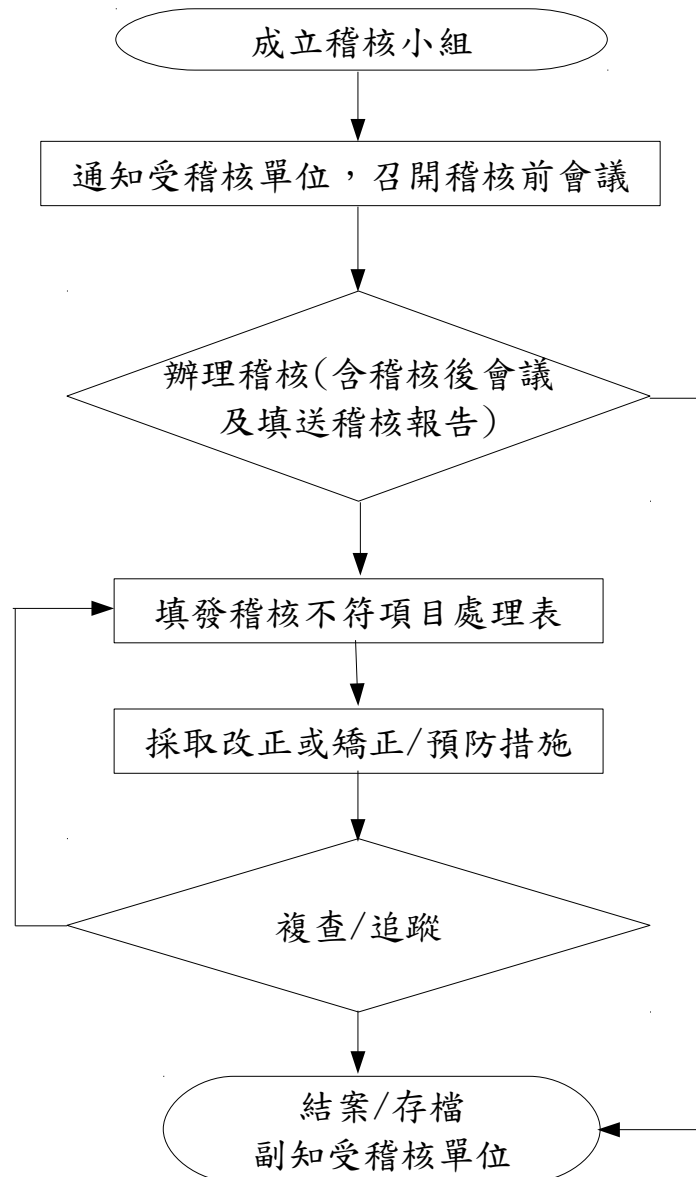 成立稽核小組
通知受稽核單位，召開稽核前會議
辦理稽核(含稽核後會議
及填送稽核報告)
填發稽核不符項目處理表
採取改正或矯正/預防措施
複查/追蹤
結案/存檔
副知受稽核單位